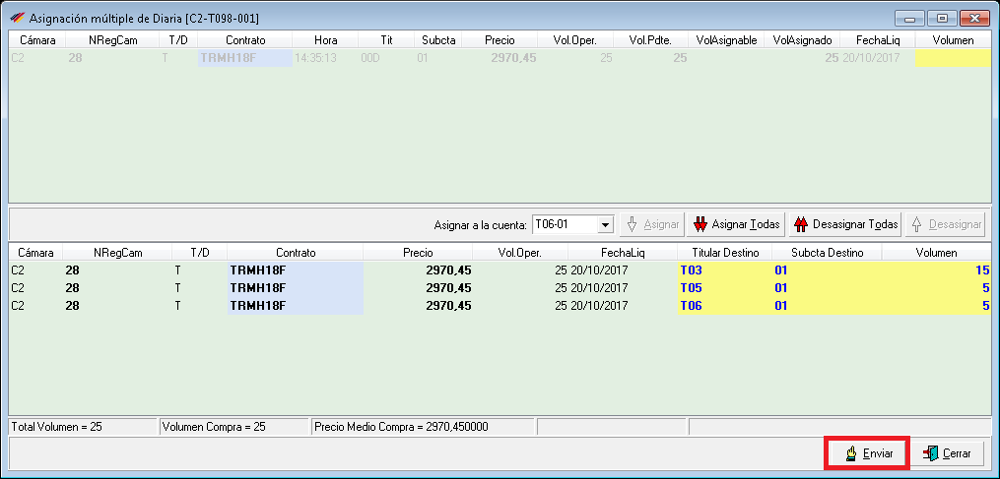 Asignación múltiple de Diaria [C2-T098-001]
Cámara NRegCam T/D Contrato Hora Tit Subcta Precio Vol.Oper. Vol.Pdte. VolAsignable VolAsignado FechaLiq Volumen
C2 28 T TRMH18F 14:35:13 00D 01 2970,45 25 25 25 20/10/2017
Asignar a la cuenta: T06-01 Asignar Asignar Todas Desasignar Todas Desasignar
Cámara NRegCam T/D Contrato Precio Vol.Oper. FechaLiq Titular Destino Subcta Destino Volumen
C2 28 T TRMH18F 2970,45 25 20/10/2017 T03 01 15
C2 28 T TRMH18F 2970,45 25 20/10/2017 T05 01 5
C2 28 T TRMH18F 2970,45 25 20/10/2017 T06 01 5
Total Volumen = 25 Volumen Compra = 25 Precio Medio Compra = 2970,450000
Enviar Cerrar